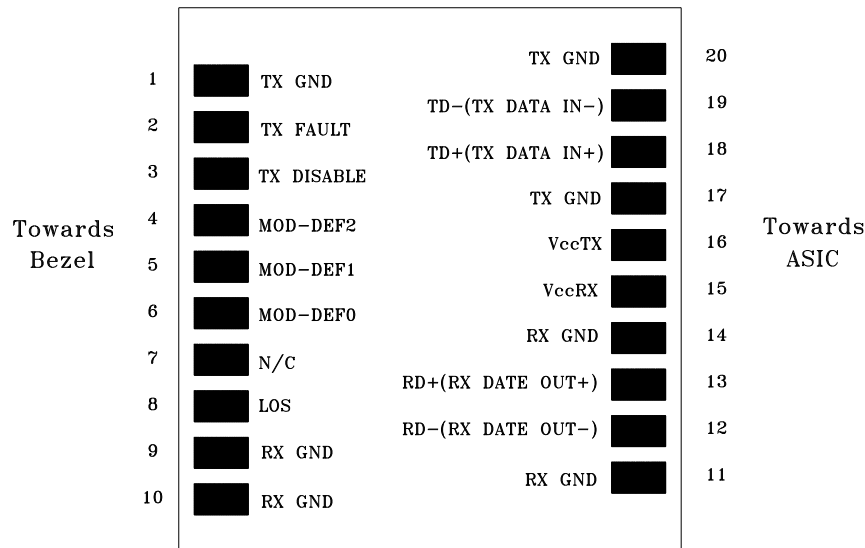 1 TX GND
2 TX FAULT
3 TX DISABLE
4 MOD-DEF2
5 MOD-DEF1
6 MOD-DEF0
7 N/C
8 LOS
9 RX GND
10 RX GND
Towards
Bezel
TX GND 20
TD-(TX DATA IN-) 19
TD+(TX DATA IN+) 18
TX GND 17
VccTX 16
VccRX 15
RX GND 14
RD+(RX DATE OUT+) 13
RD-(RX DATE OUT-) 12
RX GND 11
Towards
ASIC